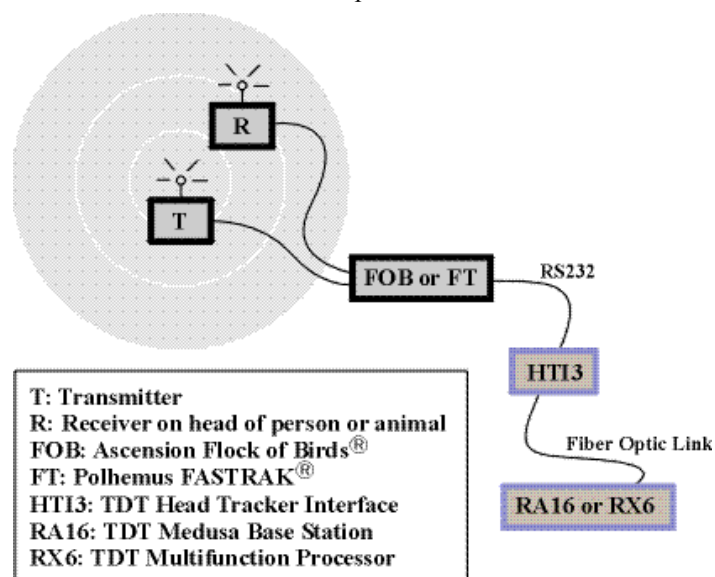 R
T
FOB or FT
RS232
HTI3
Fiber Optic Link
RA16 or RX6
T: Transmitter
R: Receiver on head of person or animal
FOB: Ascension Flock of Birds®
FT: Polhemus FASTRAK®
HTI3: TDT Head Tracker Interface
RA16: TDT Medusa Base Station
RX6: TDT Multifunction Processor